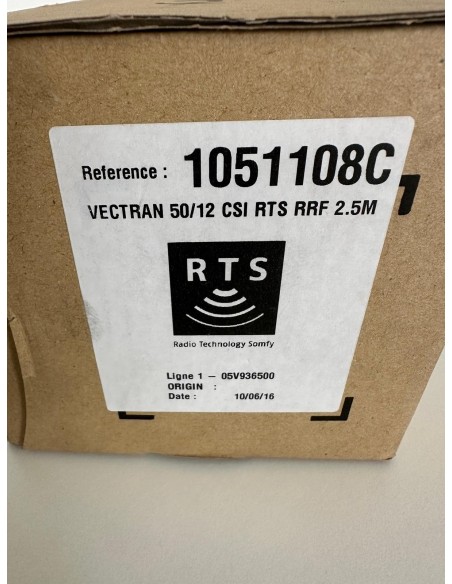 Reference : 1051108C
VECTRAN 50/12 CSI RTS RRF 2.5M
RTS
Radio Technology Somfy
Ligne 1 – 05V936500
ORIGIN :
Date : 10/06/16